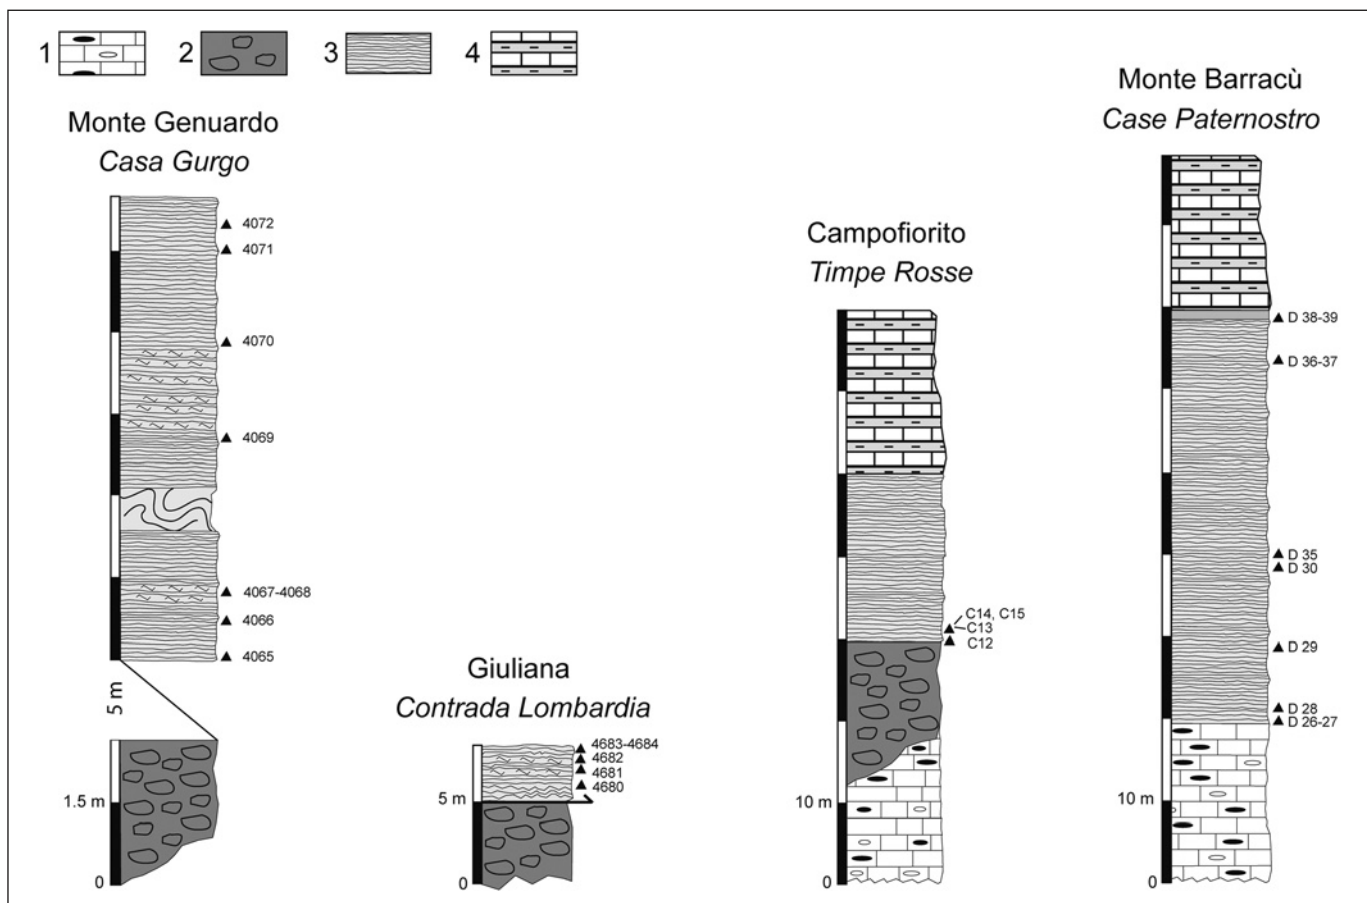 1
2
3
4
Monte Genuardo
Casa Gurgo
4072
4071
4070
4069
4067-4068
4066
4065
5 m
1.5 m
0
Giuliana
Contrada Lombardia
4683-4684
4682
4681
4680
5 m
0
Campofiorito
Timpe Rosse
C14, C15
C13
C12
10 m
0
Monte Barracù
Case Paternostro
D 38-39
D 36-37
D 35
D 30
D 29
D 28
D 26-27
10 m
0